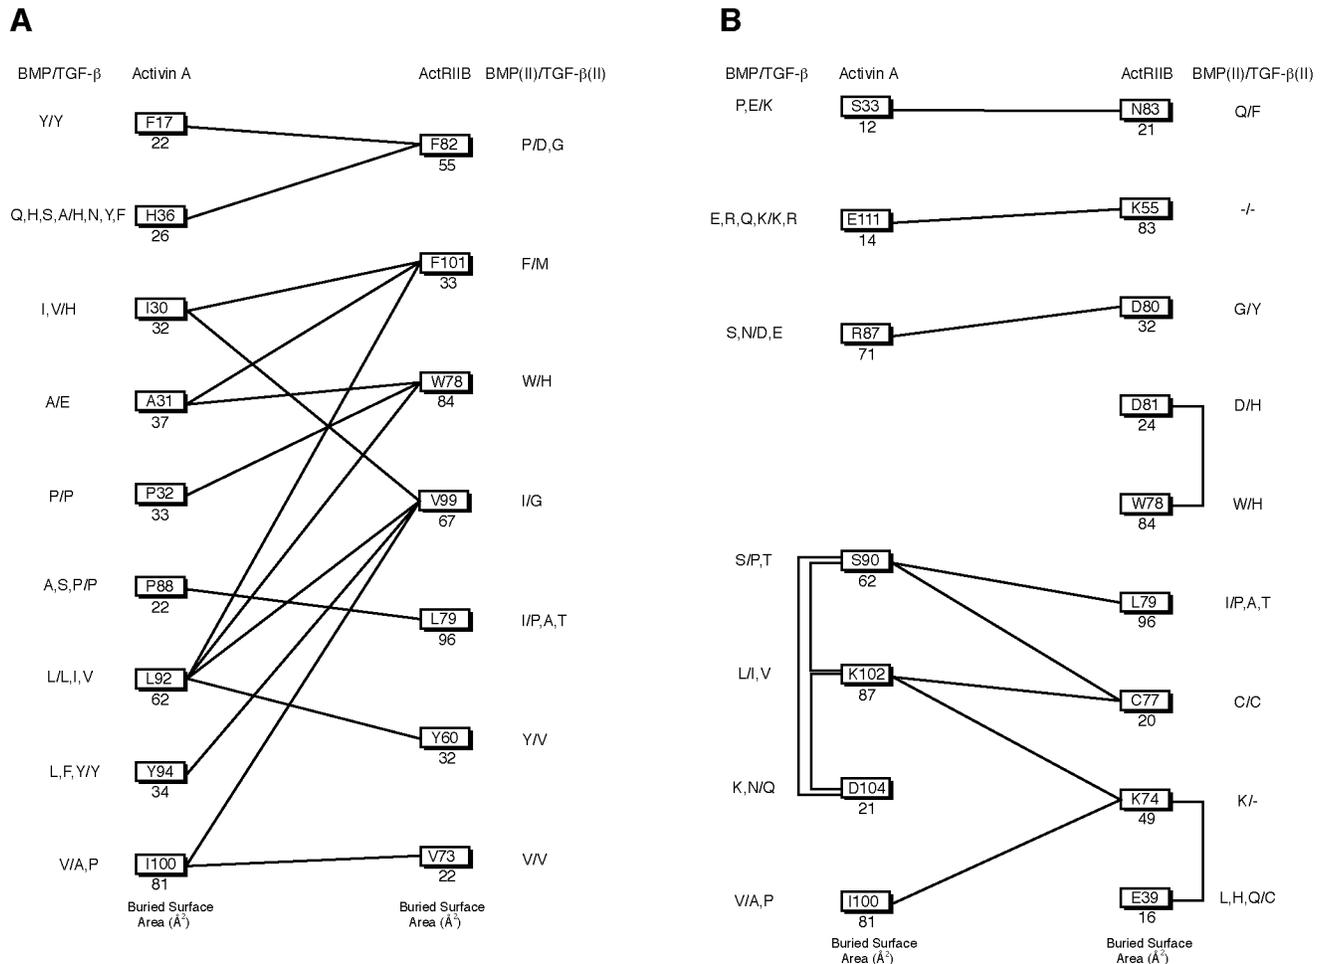 A
BMP/TGF-β Activin A ActRIIB BMP(II)/TGF-β(II)
Y/Y F17 22
F82 55 P/D,G
Q,H,S,A/H,N,Y,F H36 26
F101 33 F/M
I,V/H I30 32
W78 84 W/H
A/E A31 37
P/P P32 33
V99 67 I/G
A,S,P/P P88 22
L79 96 I/P,A,T
L/L,I,V L92 62
Y60 32 Y/V
L,F,Y/Y Y94 34
V73 22 V/V
V/A,P I100 81
Buried Surface Buried Surface
Area (Å²) Area (Å²)
B
BMP/TGF-β Activin A ActRIIB BMP(II)/TGF-β(II)
P,E/K S33 12 N83 21 Q/F
E,R,Q,K/K,R E111 14 K55 83 -/-
S,N/D,E R87 71 D80 32 G/Y
D81 24 D/H
W78 84 W/H
S/P,T S90 62
L79 96 I/P,A,T
L/I,V K102 87
C77 20 C/C
K,N/Q D104 21
K74 49 K/-
V/A,P I100 81
E39 16 L,H,Q/C
Buried Surface Buried Surface
Area (Å²) Area (Å²)